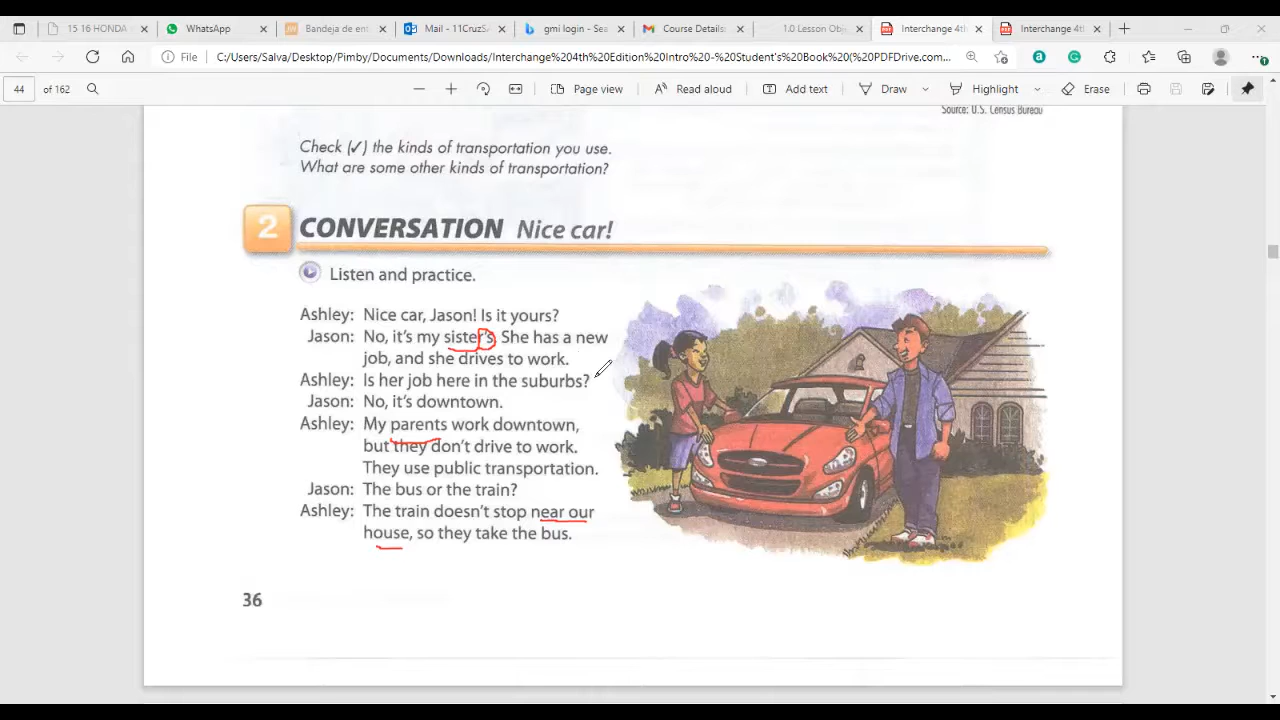 15 16 HONDA
WhatsApp
Bandeja de ent
Mail - 11CruzSA
gmi login - Sea
Course Details:
1.0 Lesson Obj
Interchange 4th
Interchange 4th
File
C:/Users/Salva/Desktop/Pimby/Documents/Downloads/Interchange%204th%20Edition%20Intro%20-%20Student's%20Book%20(%20PDFDrive.com...
44 of 162
Page view
Read aloud
Add text
Draw
Highlight
Erase
Source: U.S. Census Bureau
Check (✓) the kinds of transportation you use.
What are some other kinds of transportation?
2 CONVERSATION Nice car!
Listen and practice.
Ashley: Nice car, Jason! Is it yours?
Jason: No, it's my sister's. She has a new
job, and she drives to work.
Ashley: Is her job here in the suburbs?
Jason: No, it's downtown.
Ashley: My parents work downtown,
but they don't drive to work.
They use public transportation.
Jason: The bus or the train?
Ashley: The train doesn't stop near our
house, so they take the bus.
36